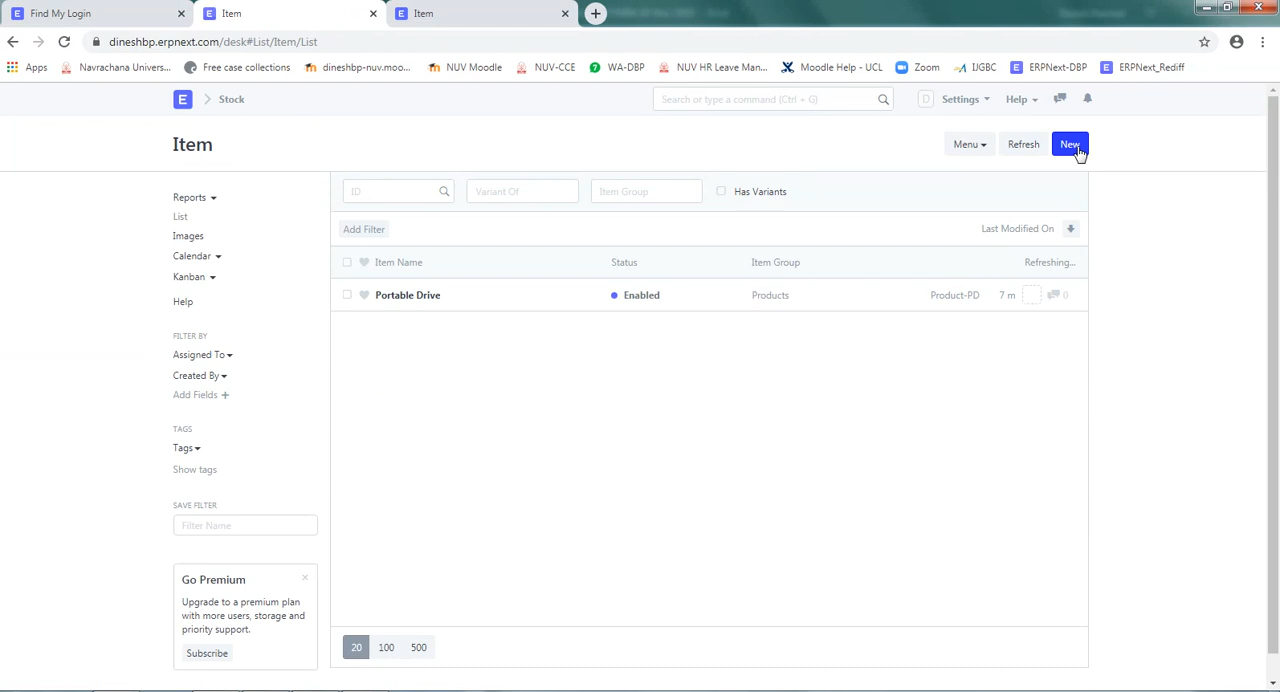 Find My Login
Item
Item
dineshbp.erpnext.com/desk#List/Item/List
Apps
Navrachana Univers...
Free case collections
dineshbp-nuv.moo...
NUV Moodle
NUV-CCE
WA-DBP
NUV HR Leave Man...
Moodle Help - UCL
Zoom
IJGBC
ERPNext-DBP
ERPNext_Rediff
E
Stock
Search or type a command (Ctrl + G)
D
Settings
Help
Item
Menu
Refresh
New
Reports
List
Images
Calendar
Kanban
Help
FILTER BY
Assigned To
Created By
Add Fields +
TAGS
Tags
Show tags
SAVE FILTER
Filter Name
Go Premium
Upgrade to a premium plan
with more users, storage and
priority support.
Subscribe
ID
Variant Of
Item Group
Has Variants
Add Filter
Last Modified On
Item Name
Status
Item Group
Refreshing...
Portable Drive
Enabled
Products
Product-PD
7 m
0
20
100
500